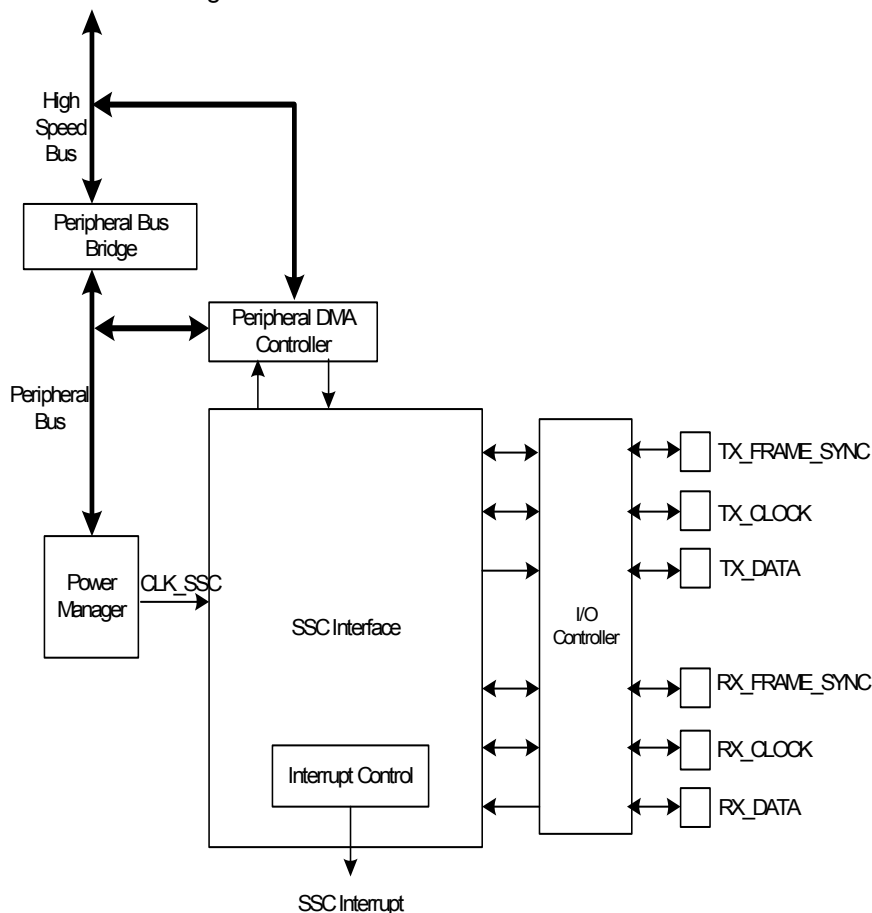 High
Speed
Bus
Peripheral Bus
Bridge
Peripheral DMA
Controller
Peripheral
Bus
TX_FRAME_SYNC
TX_CLOCK
TX_DATA
Power
Manager
CLK_SSC
SSC Interface
I/O
Controller
RX_FRAME_SYNC
RX_CLOCK
RX_DATA
Interrupt Control
SSC Interrupt